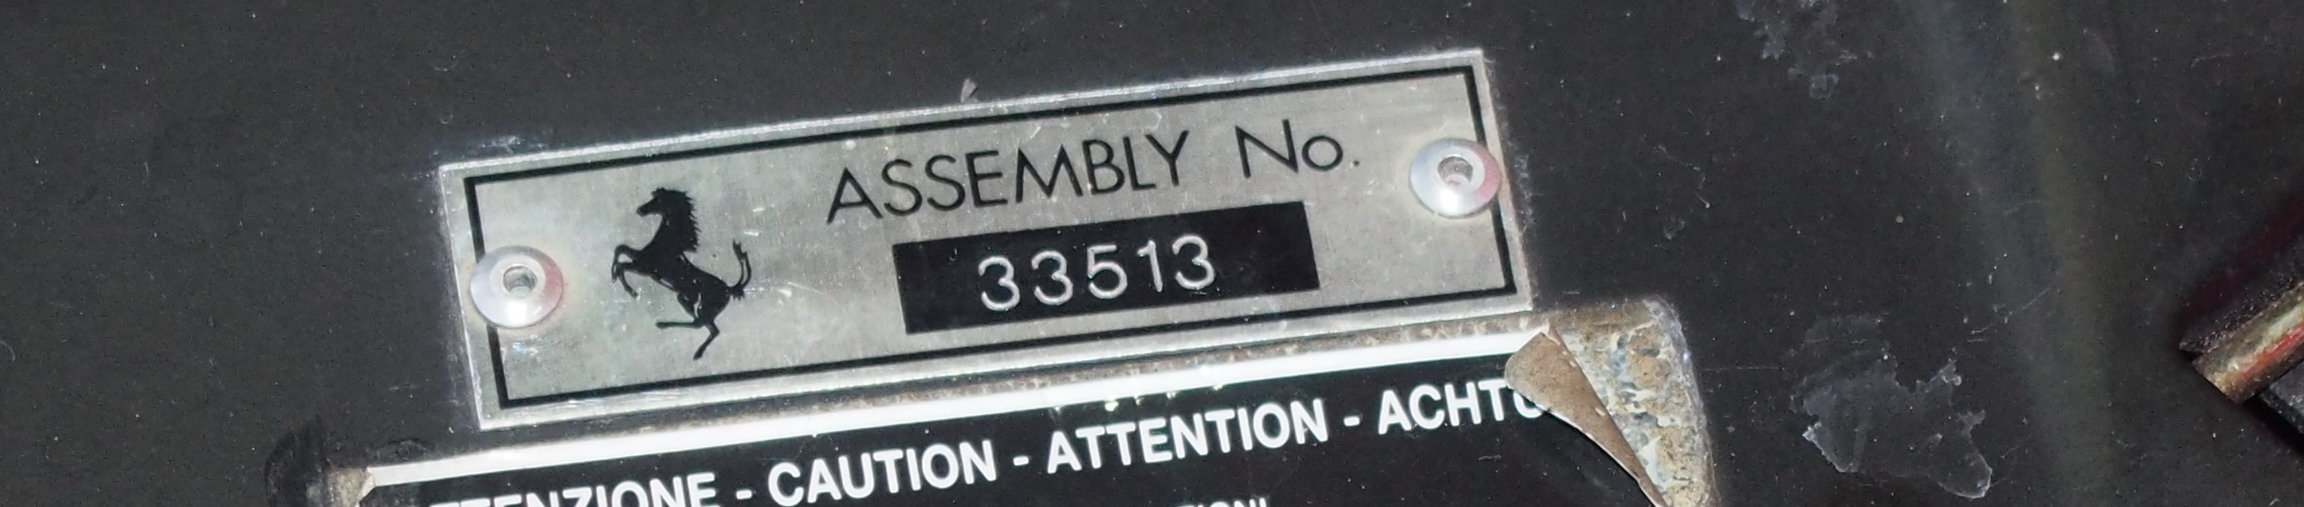 ASSEMBLY No.
33513
- CAUTION - ATTENTION -